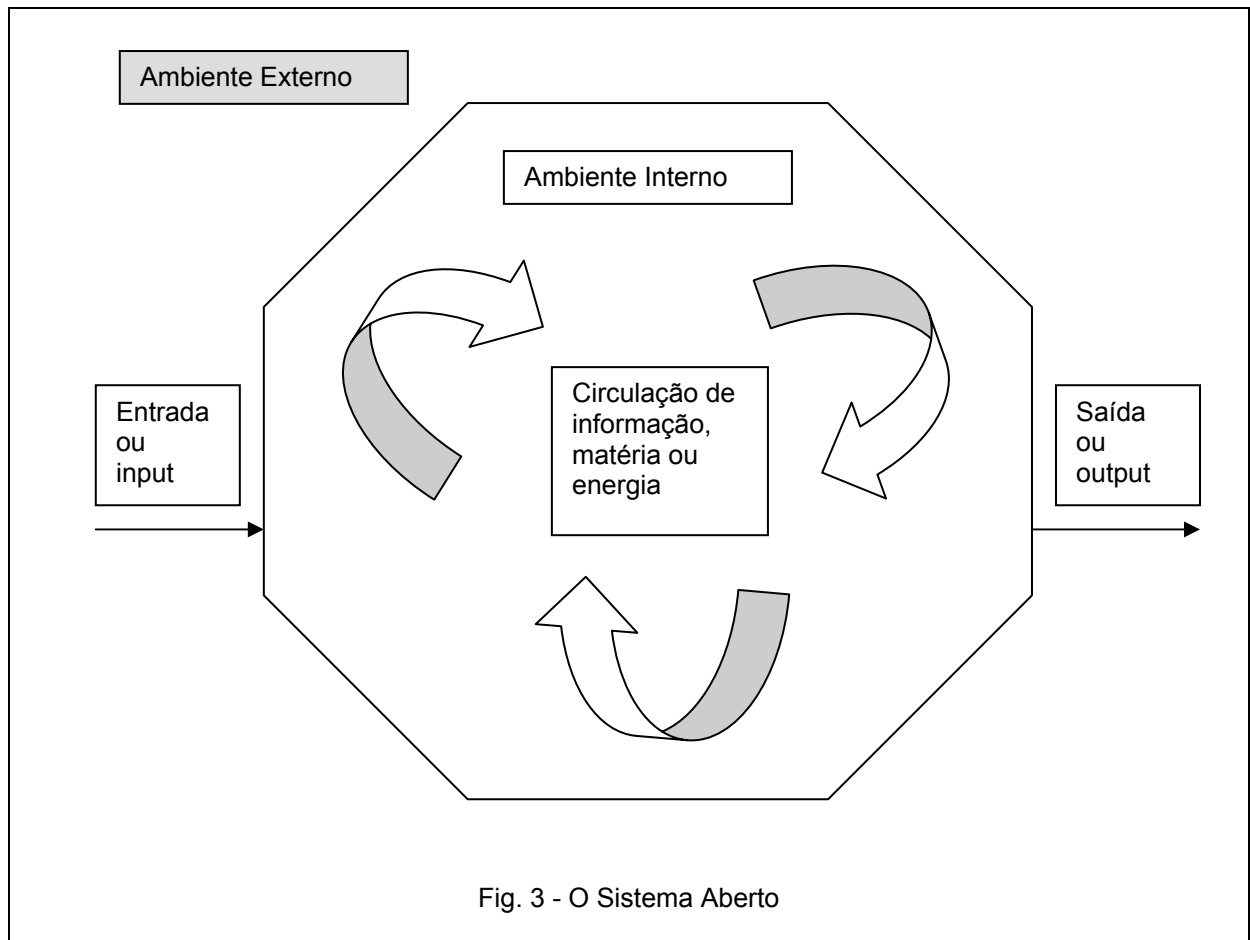 Ambiente Externo
Ambiente Interno
Entrada
ou
input
Circulação de
informação,
matéria ou
energia
Saída
ou
output
Fig. 3 - O Sistema Aberto